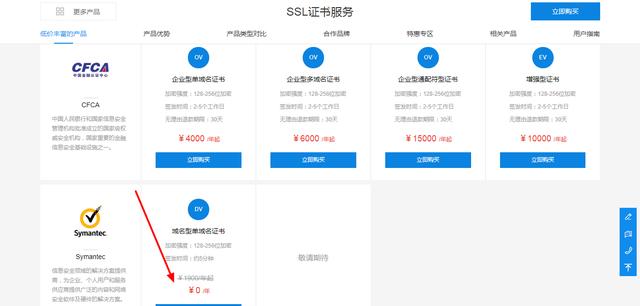 更多产品
SSL证书服务
立即购买
低价丰富的产品
产品优势
产品类型对比
合作品牌
特惠专区
相关产品
用户指南
CFCA
中国金融认证中心
CFCA
中国人民银行和国家信息安全
管理机构批准成立的国家级权
威安全机构，国家重要的金融
信息安全基础设施之一。
OV
企业型单域名证书
加密强度：128-256位加密
签发时间：2-5个工作日
无理由退款期限：30天
¥ 4000 /年起
立即购买
OV
企业型多域名证书
加密强度：128-256位加密
签发时间：2-5个工作日
无理由退款期限：30天
¥ 6000 /年起
立即购买
OV
企业型通配符型证书
加密强度：128-256位加密
签发时间：2-5个工作日
无理由退款期限：30天
¥ 15000 /年起
立即购买
EV
增强型证书
加密强度：128-256位加密
签发时间：2-5个工作日
无理由退款期限：30天
¥ 10000 /年起
立即购买
Symantec.
Symantec
信息安全领域的解决方案提供
商，为企业、个人用户和服务
供应商提供广泛的内容和网络
安全软件及硬件的解决方案。
DV
域名型单域名证书
加密强度：128-256位加密
签发时间：约5分钟
¥ 1900/年起
¥ 0 /年
敬请期待